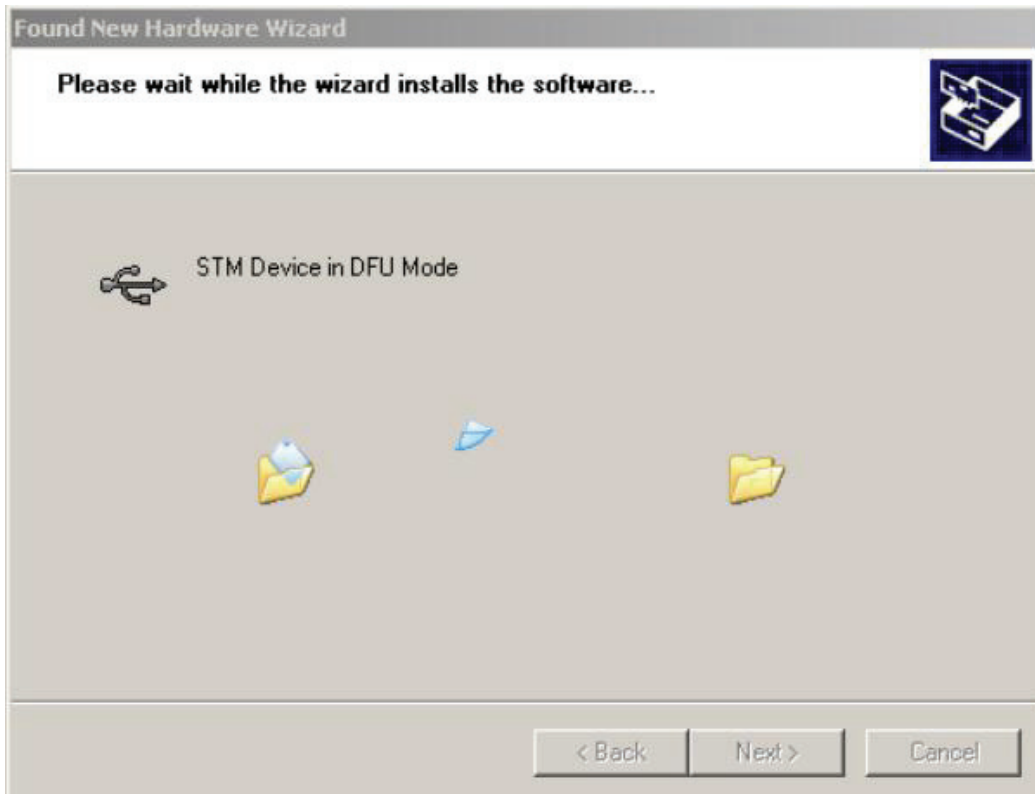 Found New Hardware Wizard
Please wait while the wizard installs the software...
STM Device in DFU Mode
< Back
Next >
Cancel